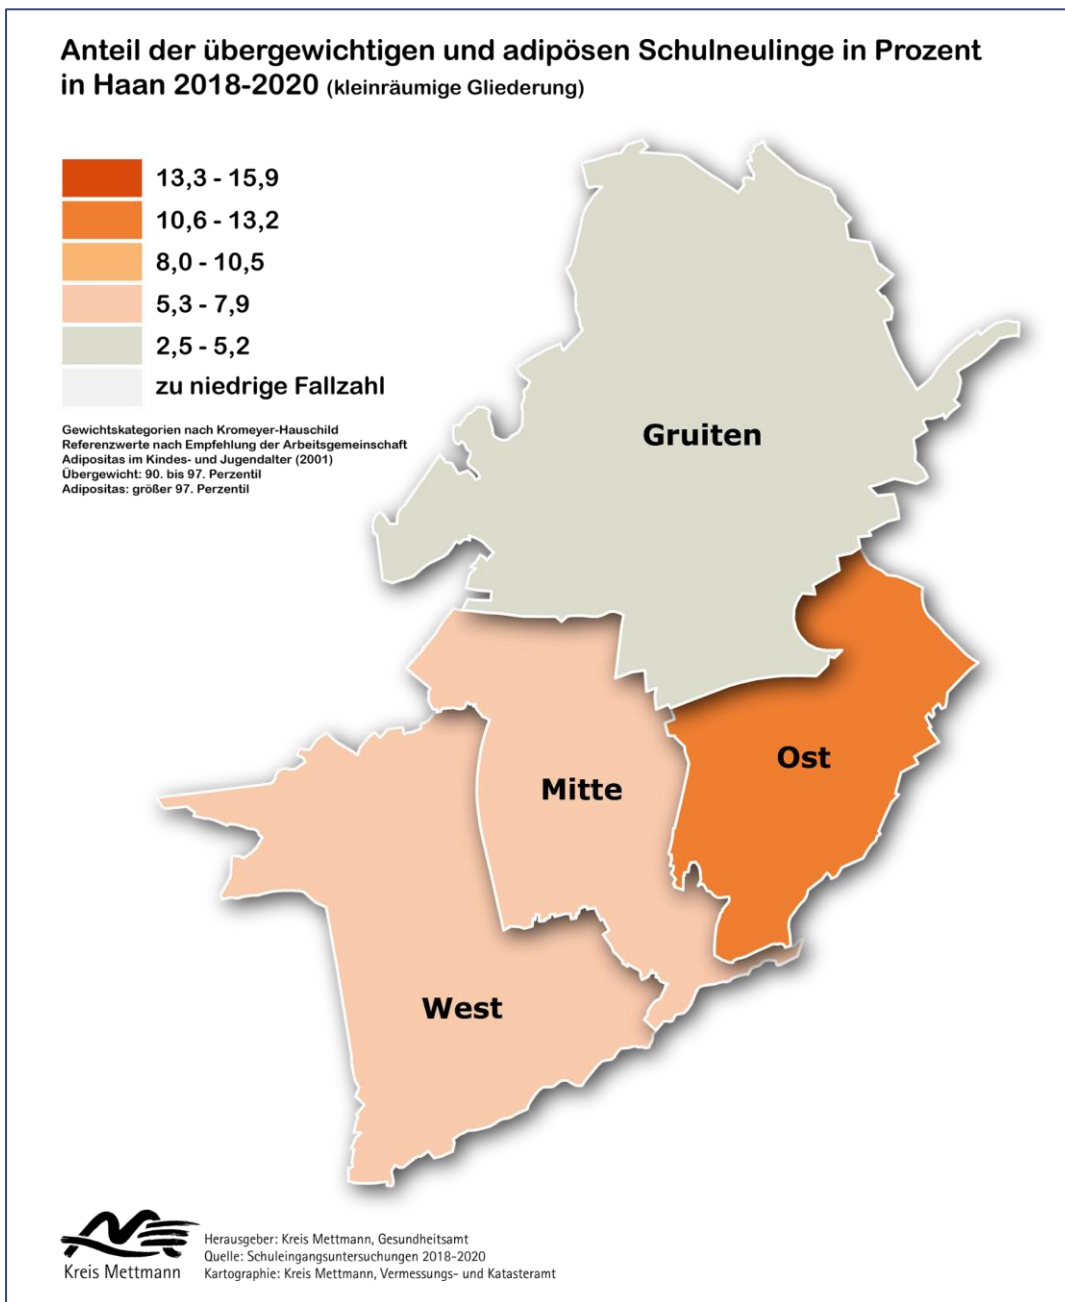 Anteil der übergewichtigen und adipösen Schulneulinge in Prozent
in Haan 2018-2020 (kleinräumige Gliederung)
13,3 - 15,9
10,6 - 13,2
8,0 - 10,5
5,3 - 7,9
2,5 - 5,2
zu niedrige Fallzahl
Gewichtskategorien nach Kromeyer-Hauschild
Referenzwerte nach Empfehlung der Arbeitsgemeinschaft
Adipositas im Kindes- und Jugendalter (2001)
Übergewicht: 90. bis 97. Perzentil
Adipositas: größer 97. Perzentil
Gruiten
Ost
Mitte
West
Kreis Mettmann
Herausgeber: Kreis Mettmann, Gesundheitsamt
Quelle: Schuleingangsuntersuchungen 2018-2020
Kartographie: Kreis Mettmann, Vermessungs- und Katasteramt